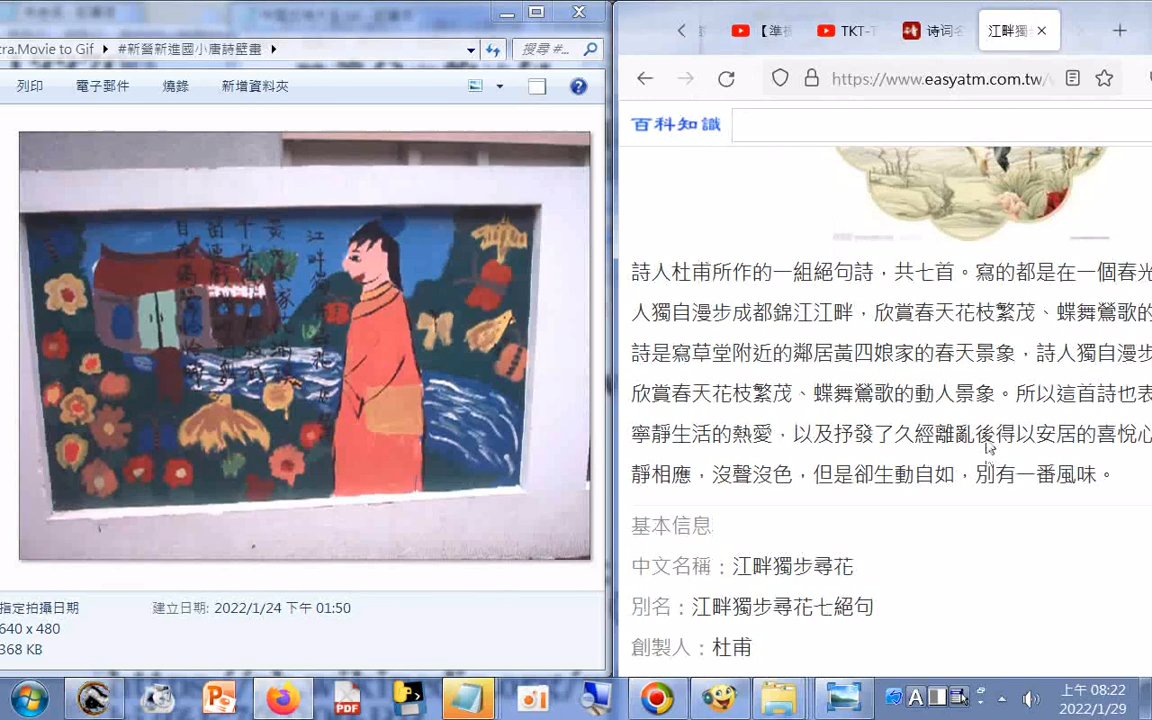 tra.Movie to Gif ▸ #新營新進國小唐詩壁畫 ▸
搜尋 #...
列印 電子郵件 燒錄 新增資料夾
江畔獨
指定拍攝日期
建立日期: 2022/1/24 下午 01:50
640 x 480
368 KB
【準
TKT-T
诗词名
江畔獨
https://www.easyatm.com.tw/
百科知識
詩人杜甫所作的一組絕句詩，共七首。寫的都是在一個春光
人獨自漫步成都錦江江畔，欣賞春天花枝繁茂、蝶舞鶯歌的
詩是寫草堂附近的鄰居黃四娘家的春天景象，詩人獨自漫步
欣賞春天花枝繁茂、蝶舞鶯歌的動人景象。所以這首詩也表
寧靜生活的熱愛，以及抒發了久經離亂後得以安居的喜悅心
靜相應，沒聲沒色，但是卻生動自如，別有一番風味。
基本信息
中文名稱：江畔獨步尋花
別名：江畔獨步尋花七絕句
創製人：杜甫
PDF
A
上午 08:22
2022/1/29